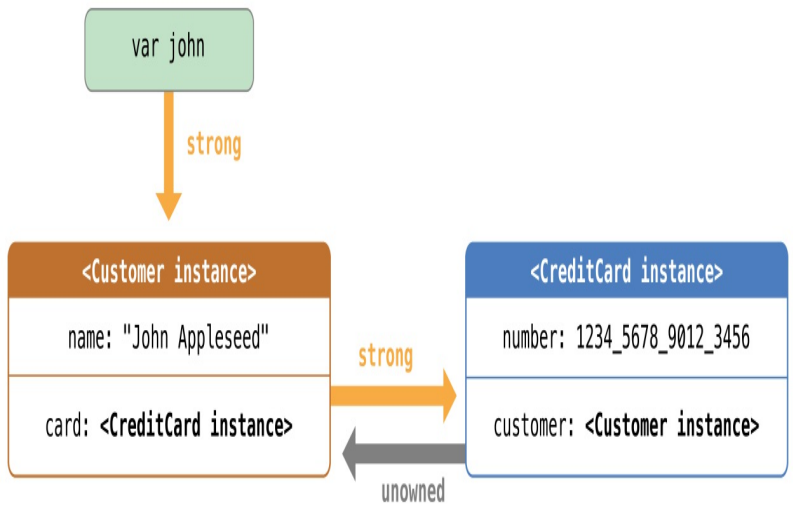 var john
strong
<Customer instance>
name: "John Appleseed"
card: <CreditCard instance>
strong
unowned
<CreditCard instance>
number: 1234_5678_9012_3456
customer: <Customer instance>